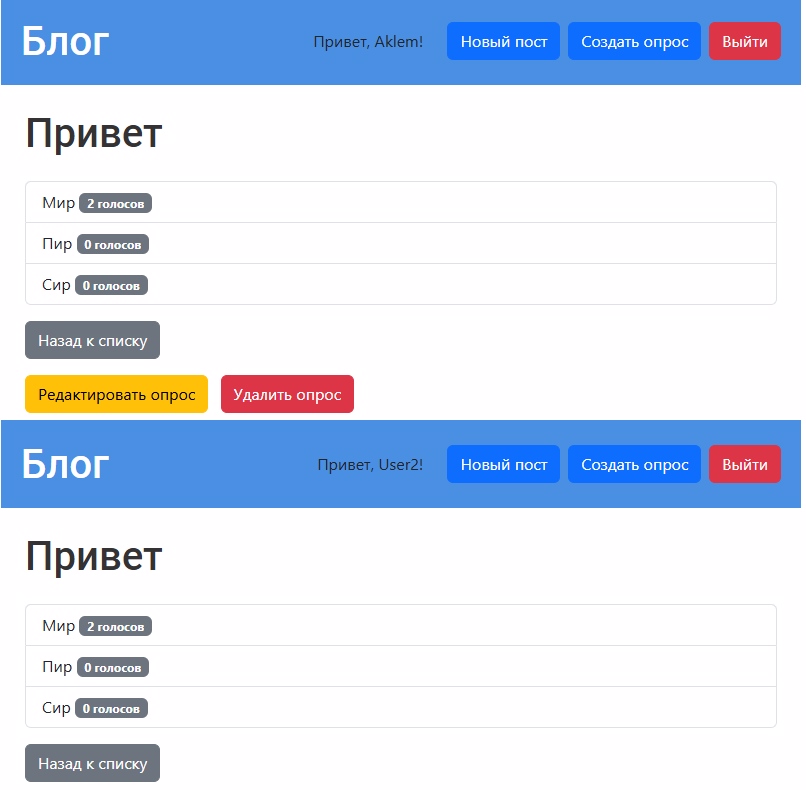 Блог Привет, Aklem! Новый пост Создать опрос Выйти
Привет
Мир 2 голосов
Пир 0 голосов
Сир 0 голосов
Назад к списку
Редактировать опрос Удалить опрос
Блог Привет, User2! Новый пост Создать опрос Выйти
Привет
Мир 2 голосов
Пир 0 голосов
Сир 0 голосов
Назад к списку